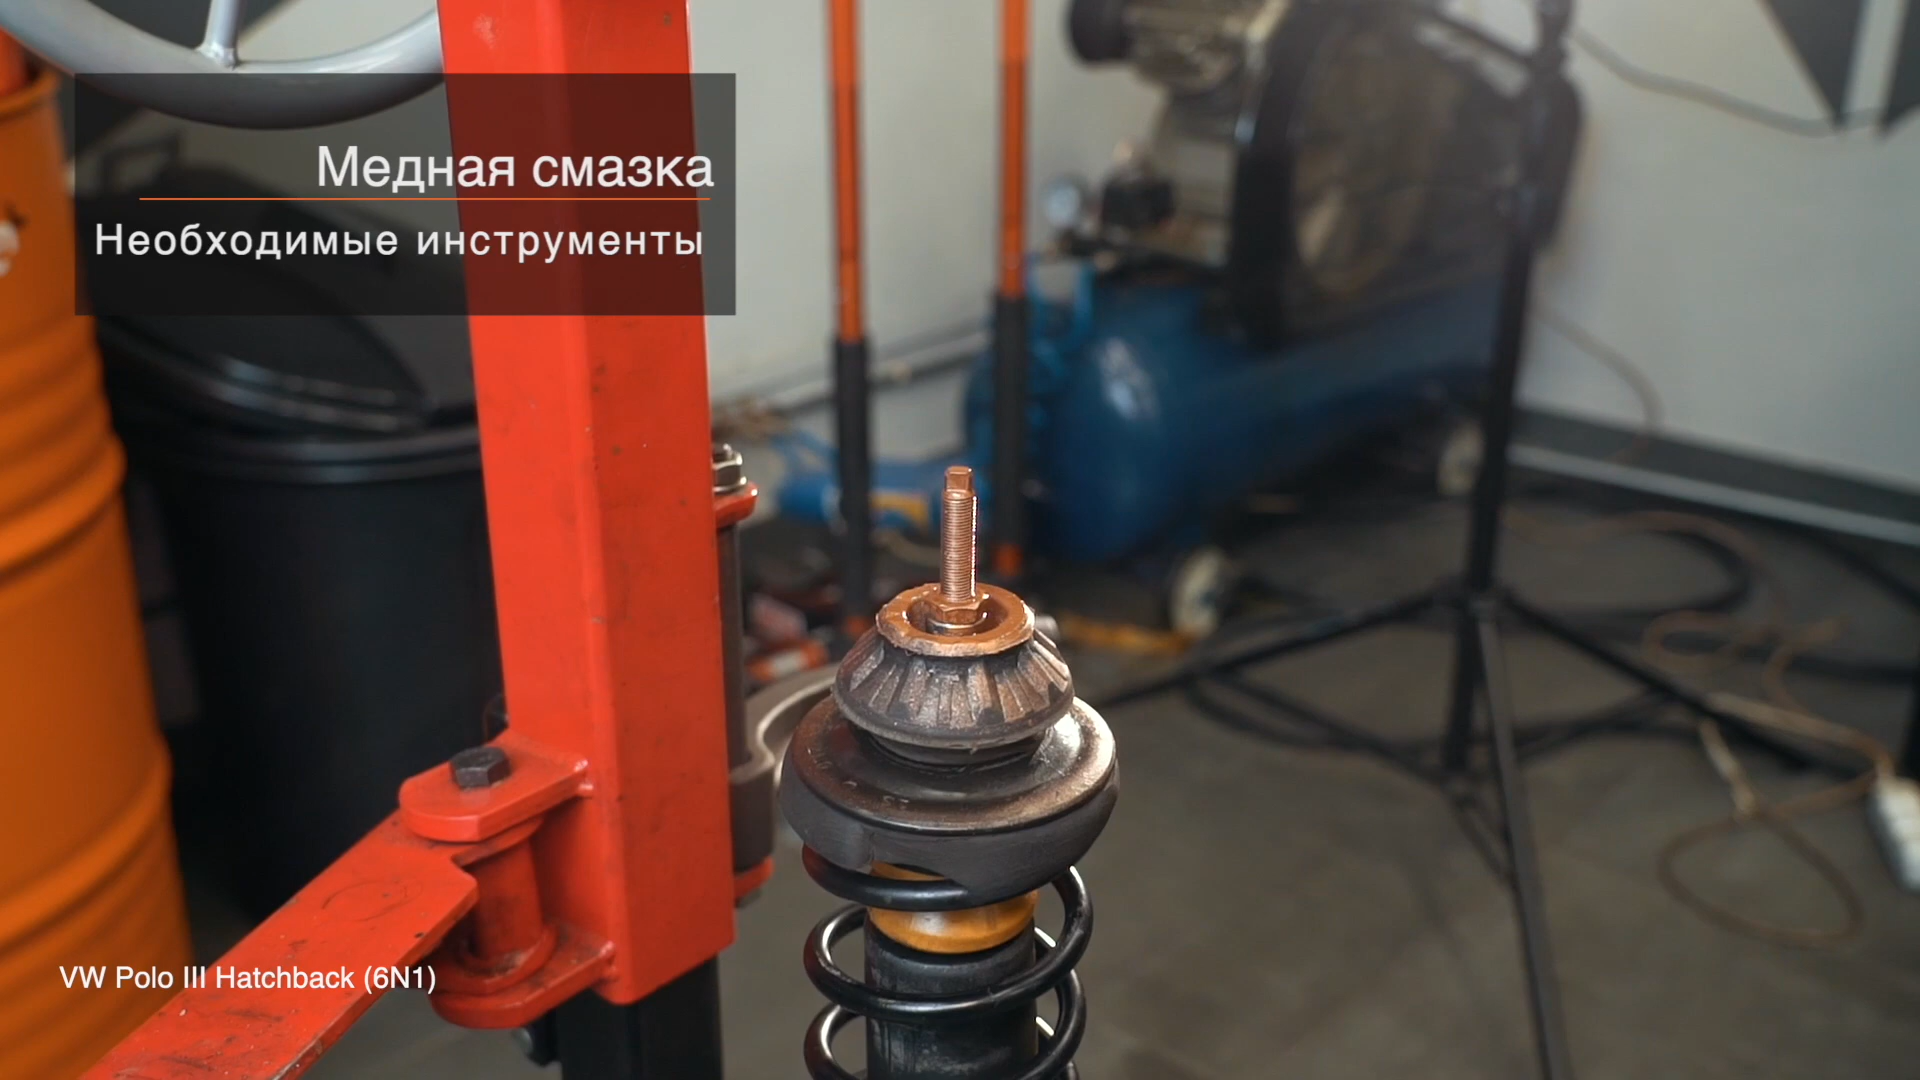 Медная смазка
Необходимые инструменты
VW Polo III Hatchback (6N1)